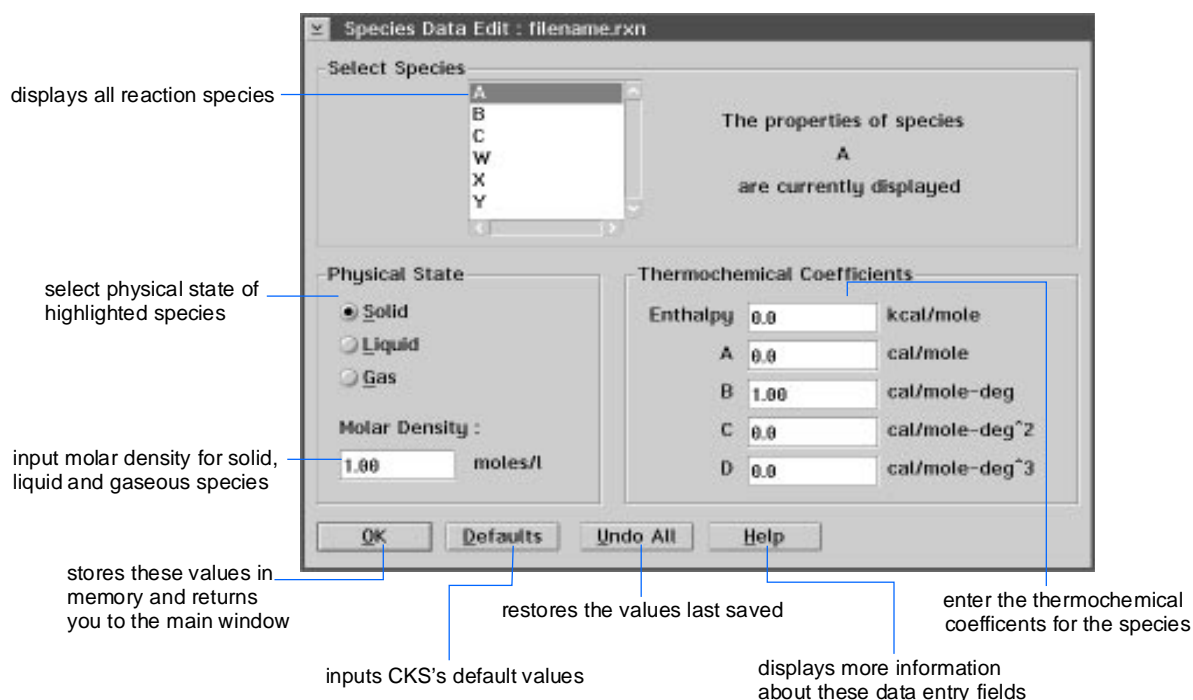 Species Data Edit : filename.rxn
Select Species
displays all reaction species
A
B
C
W
X
Y
The properties of species
A
are currently displayed
Physical State
select physical state of
highlighted species
Solid
Liquid
Gas
Molar Density :
input molar density for solid,
liquid and gaseous species
1.00 moles/l
Thermochemical Coefficients
Enthalpy 0.0 kcal/mole
A 0.0 cal/mole
B 1.00 cal/mole-deg
C 0.0 cal/mole-deg^2
D 0.0 cal/mole-deg^3
OK Defaults Undo All Help
stores these values in
memory and returns
you to the main window
restores the values last saved
enter the thermochemical
coefficents for the species
inputs CKS's default values
displays more information
about these data entry fields